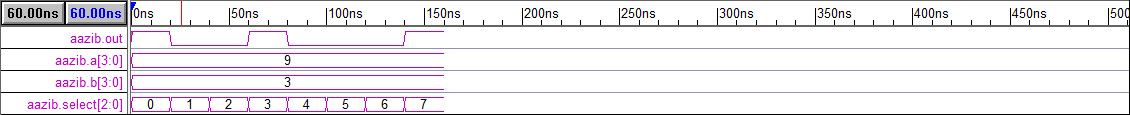 60.00ns 60.00ns 0ns 50ns 100ns 150ns 200ns 250ns 300ns 350ns 400ns 450ns 500
aazib.out
aazib.a[3:0] 9
aazib.b[3:0] 3
aazib.select[2:0] 0 1 2 3 4 5 6 7